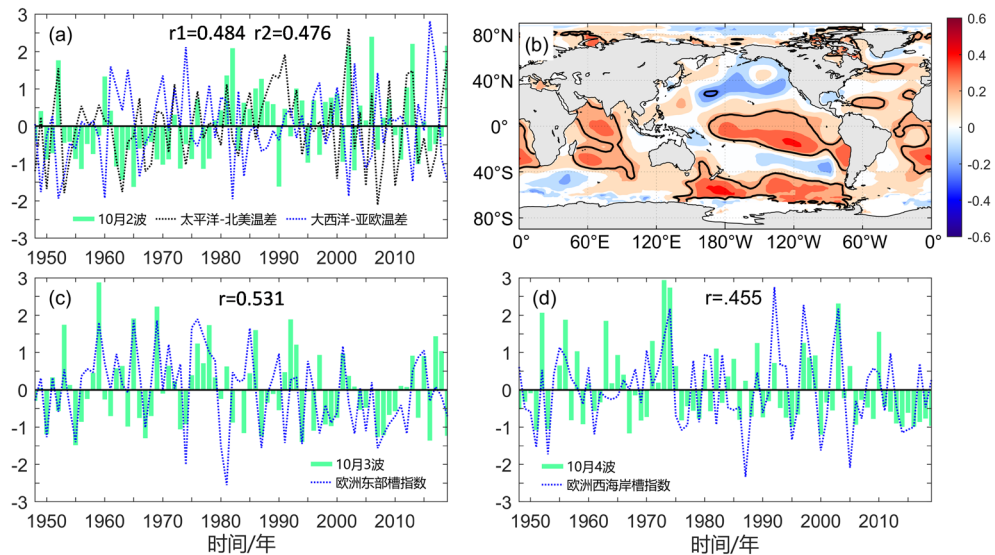 (a)
r1=0.484 r2=0.476
3
2
1
0
-1
-2
-3
10月2波
太平洋-北美温差
大西洋-亚欧温差
1950 1960 1970 1980 1990 2000 2010
(b)
80°N
40°N
0°
40°S
80°S
0° 60°E 120°E 180°W 120°W 60°W 0°
0.6
0.4
0.2
0
-0.2
-0.4
-0.6
(c)
r=0.531
3
2
1
0
-1
-2
-3
10月3波
欧洲东部槽指数
1950 1960 1970 1980 1990 2000 2010
时间/年
(d)
r=.455
3
2
1
0
-1
-2
-3
10月4波
欧洲西海岸槽指数
1950 1960 1970 1980 1990 2000 2010
时间/年